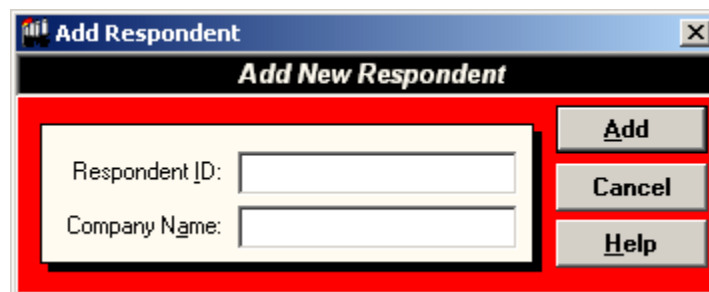 Add Respondent
Add New Respondent
Respondent ID:
Company Name:
Add
Cancel
Help